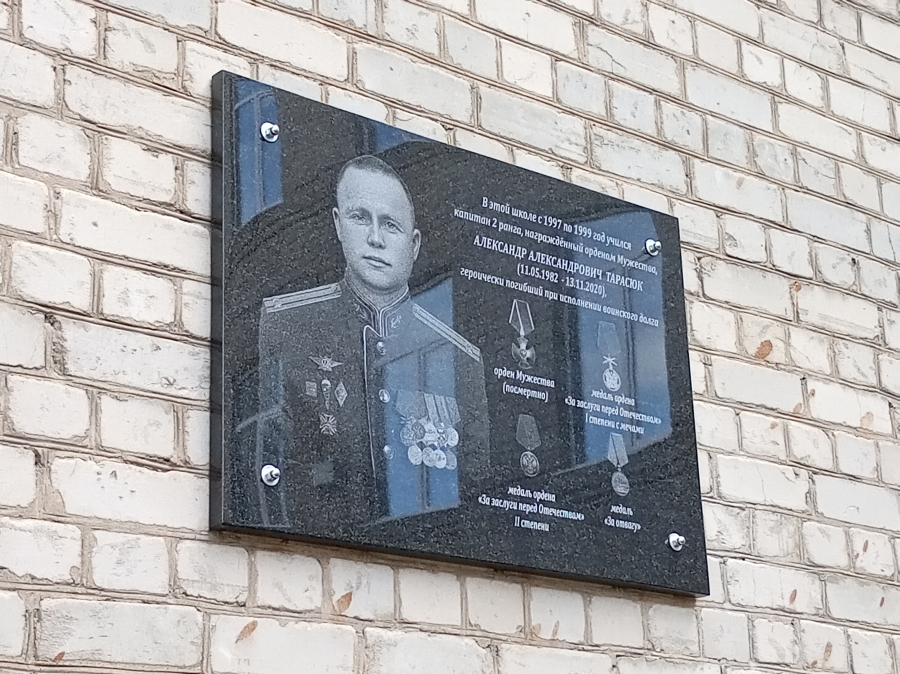 В этой школе с 1997 по 1999 год учился
капитан 2 ранга, награждённый орденом Мужества,
АЛЕКСАНДР АЛЕКСАНДРОВИЧ ТАРАСЮК
(11.05.1982 - 13.11.2020),
героически погибший при исполнении воинского долга
орден Мужества
(посмертно)
медаль ордена
«За заслуги перед Отечеством»
I степени с мечами
медаль ордена
«За заслуги перед Отечеством»
II степени
медаль
«За отвагу»